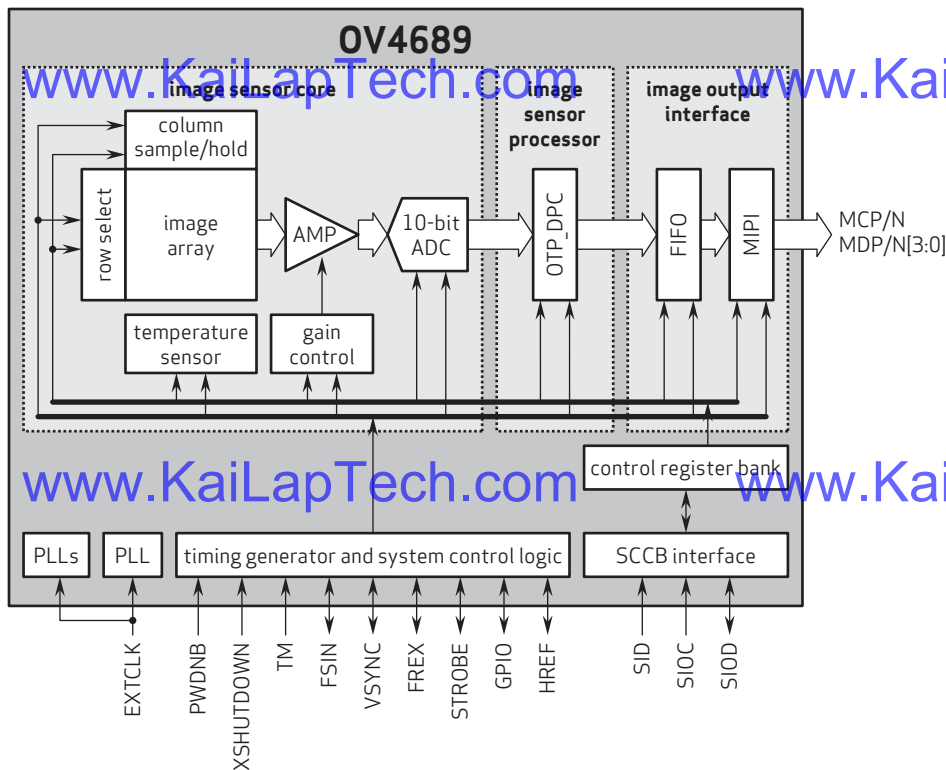 OV4689
www.KaiLapTech.com
www.Kai
image sensor core
image
sensor
processor
image output
interface
column
sample/hold
row select
image
array
AMP
10-bit
ADC
OTP_DPC
FIFO
MIPI
MCP/N
MDP/N[3:0]
temperature
sensor
gain
control
www.KaiLapTech.com
www.Kai
control register bank
PLLs
PLL
timing generator and system control logic
SCCB interface
EXTCLK
PWDNB
XSHUTDOWN
TM
FSIN
VSYNC
FREX
STROBE
GPIO
HREF
SID
SIOC
SIOD